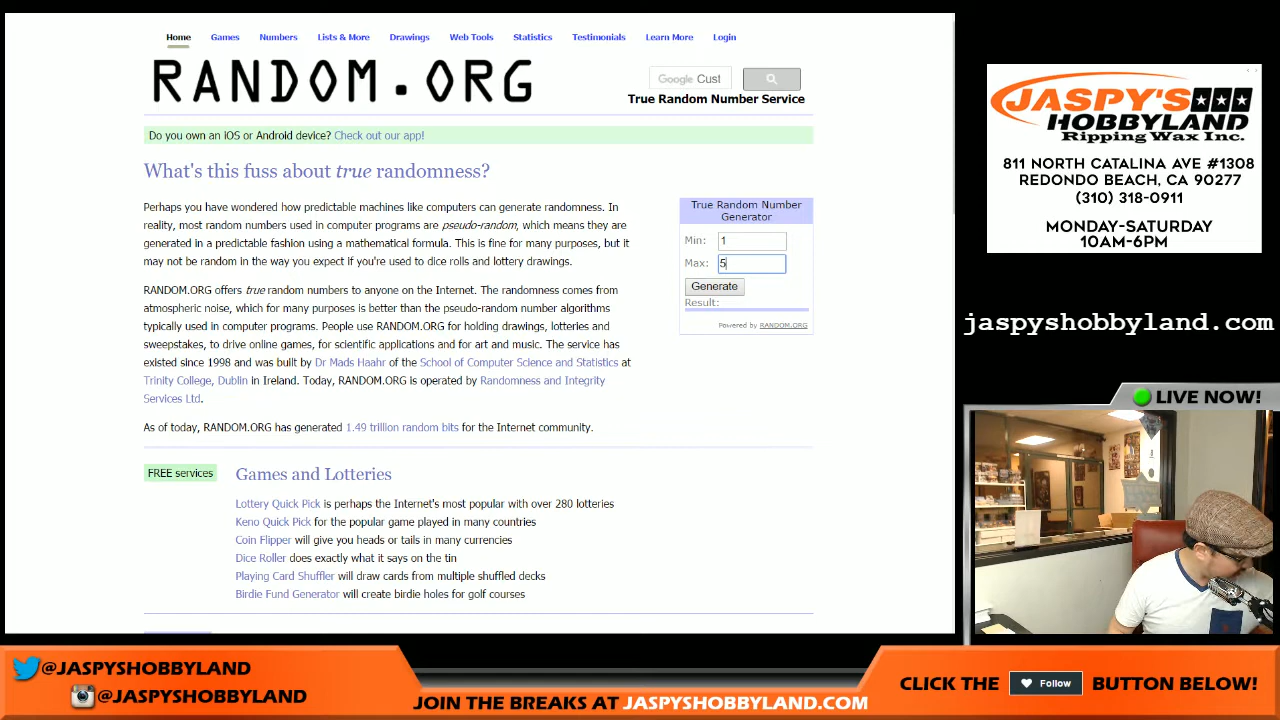 Home Games Numbers Lists & More Drawings Web Tools Statistics Testimonials Learn More Login
RANDOM.ORG
Google Cust
True Random Number Service
Do you own an iOS or Android device? Check out our app!
What's this fuss about true randomness?
Perhaps you have wondered how predictable machines like computers can generate randomness. In
reality, most random numbers used in computer programs are pseudo-random, which means they are
generated in a predictable fashion using a mathematical formula. This is fine for many purposes, but it
may not be random in the way you expect if you're used to dice rolls and lottery drawings.
RANDOM.ORG offers true random numbers to anyone on the Internet. The randomness comes from
atmospheric noise, which for many purposes is better than the pseudo-random number algorithms
typically used in computer programs. People use RANDOM.ORG for holding drawings, lotteries and
sweepstakes, to drive online games, for scientific applications and for art and music. The service has
existed since 1998 and was built by Dr Mads Haahr of the School of Computer Science and Statistics at
Trinity College, Dublin in Ireland. Today, RANDOM.ORG is operated by Randomness and Integrity
Services Ltd.
As of today, RANDOM.ORG has generated 1.49 trillion random bits for the Internet community.
True Random Number
Generator
Min: 1
Max: 5
Generate
Result:
Powered by RANDOM.ORG
FREE services
Games and Lotteries
Lottery Quick Pick is perhaps the Internet's most popular with over 280 lotteries
Keno Quick Pick for the popular game played in many countries
Coin Flipper will give you heads or tails in many currencies
Dice Roller does exactly what it says on the tin
Playing Card Shuffler will draw cards from multiple shuffled decks
Birdie Fund Generator will create birdie holes for golf courses
JASPY'S
HOBBYLAND
Ripping Wax Inc.
811 NORTH CATALINA AVE #1308
REDONDO BEACH, CA 90277
(310) 318-0911
MONDAY-SATURDAY
10AM-6PM
jaspyshobbyland.com
LIVE NOW!
@JASPYSHOBBYLAND
@JASPYSHOBBYLAND
JOIN THE BREAKS AT JASPYSHOBBYLAND.COM
CLICK THE Follow BUTTON BELOW!